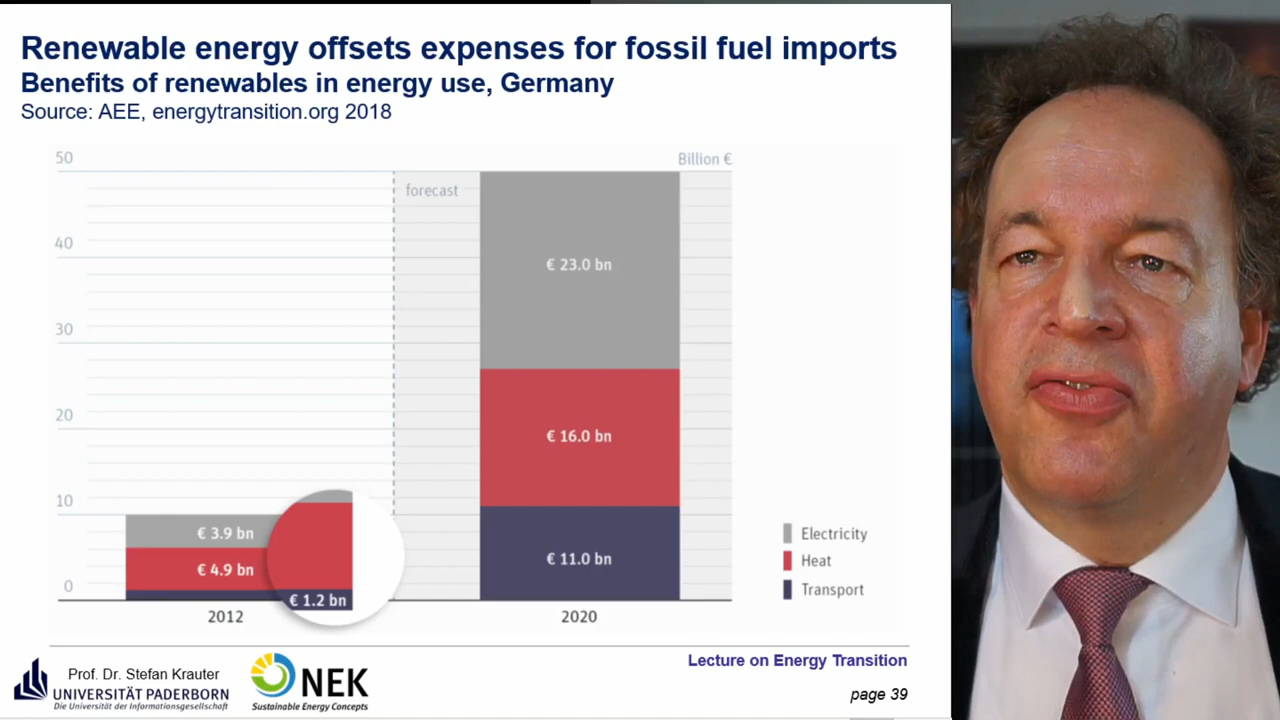 Renewable energy offsets expenses for fossil fuel imports
Benefits of renewables in energy use, Germany
Source: AEE, energytransition.org 2018
50
Billion €
forecast
40
€ 23.0 bn
30
20
€ 16.0 bn
10
€ 3.9 bn
Electricity
€ 11.0 bn
Heat
€ 4.9 bn
0
Transport
€ 1.2 bn
2012
2020
Lecture on Energy Transition
Prof. Dr. Stefan Krauter
UNIVERSITÄT PADERBORN
Die Universität der Informationsgesellschaft
NEK
Sustainable Energy Concepts
page 39